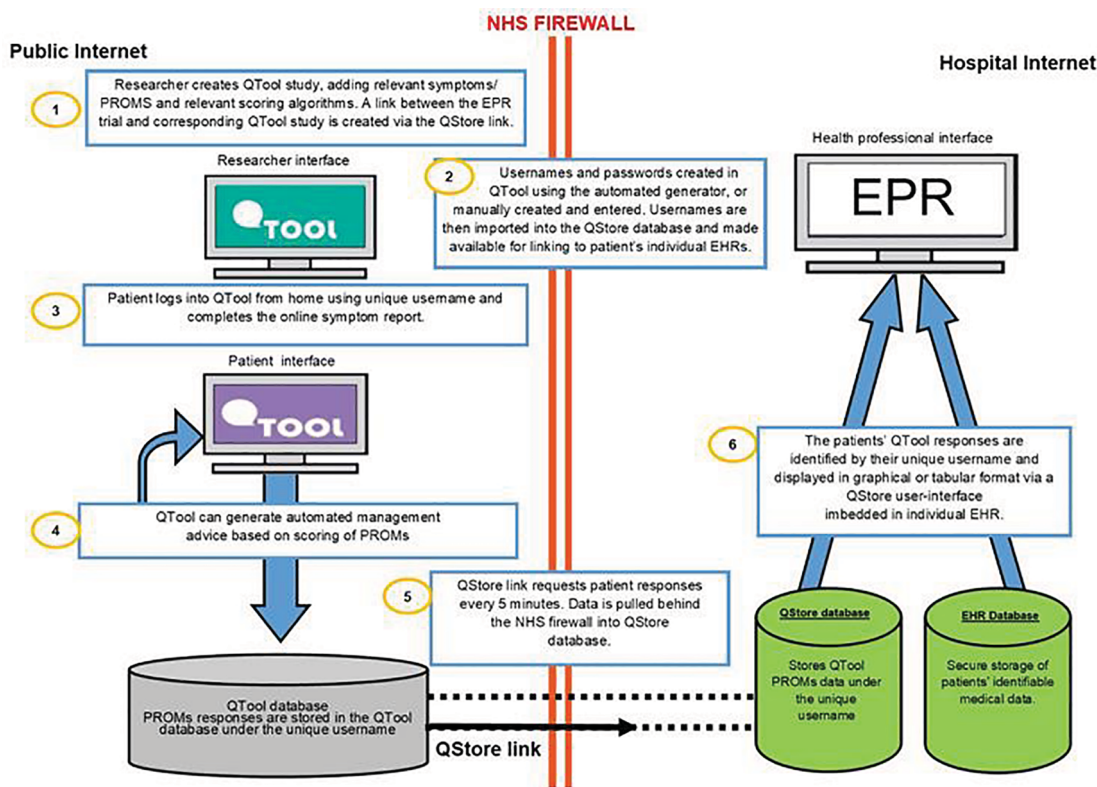 NHS FIREWALL
Public Internet
Hospital Internet
1
Researcher creates QTool study, adding relevant symptoms/
PROMS and relevant scoring algorithms. A link between the EPR
trial and corresponding QTool study is created via the QStore link.
Researcher interface
QTOOL
Health professional interface
EPR
2
Usernames and passwords created in
QTool using the automated generator, or
manually created and entered. Usernames are
then imported into the QStore database and made
available for linking to patient's individual EHRs.
3
Patient logs into QTool from home using unique username and
completes the online symptom report.
Patient interface
QTOOL
4
QTool can generate automated management
advice based on scoring of PROMs
5
QStore link requests patient responses
every 5 minutes. Data is pulled behind
the NHS firewall into QStore
database.
6
The patients' QTool responses are
identified by their unique username and
displayed in graphical or tabular format via a
QStore user-interface
imbedded in individual EHR.
QTool database
PROMs responses are stored in the QTool
database under the unique username
QStore link
QStore database
Stores QTool
PROMs data under
the unique
username
EHR Database
Secure storage of
patients' identifiable
medical data.